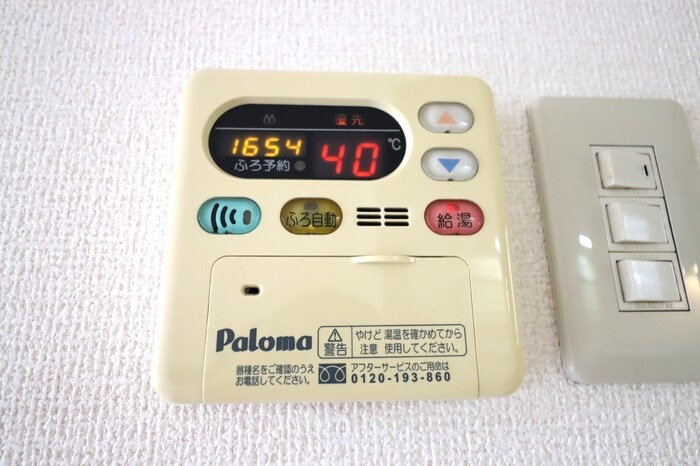 優先
1654 40 ℃
ふろ予約
ふろ自動 給湯
Paloma
警告
やけど 湯温を確かめてから
注意 使用してください。
器種名をご確認のうえ
お電話してください。
アフターサービスのご用命は
0120-193-860